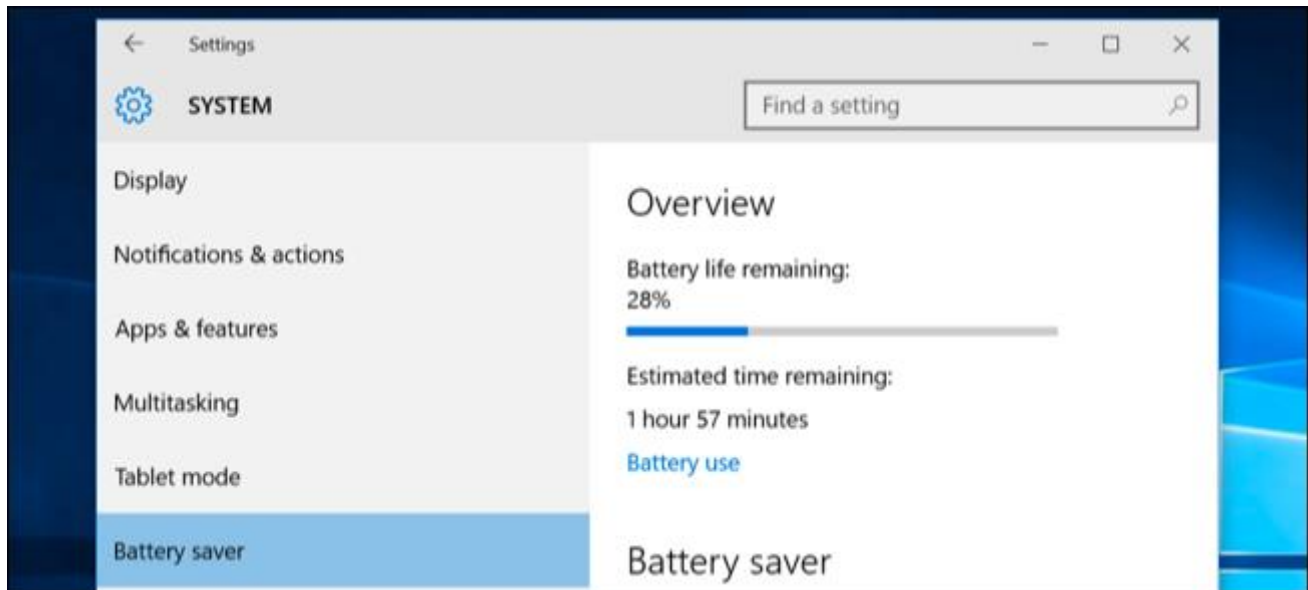 Settings
SYSTEM
Find a setting
Display
Notifications & actions
Apps & features
Multitasking
Tablet mode
Battery saver
Overview
Battery life remaining:
28%
Estimated time remaining:
1 hour 57 minutes
Battery use
Battery saver